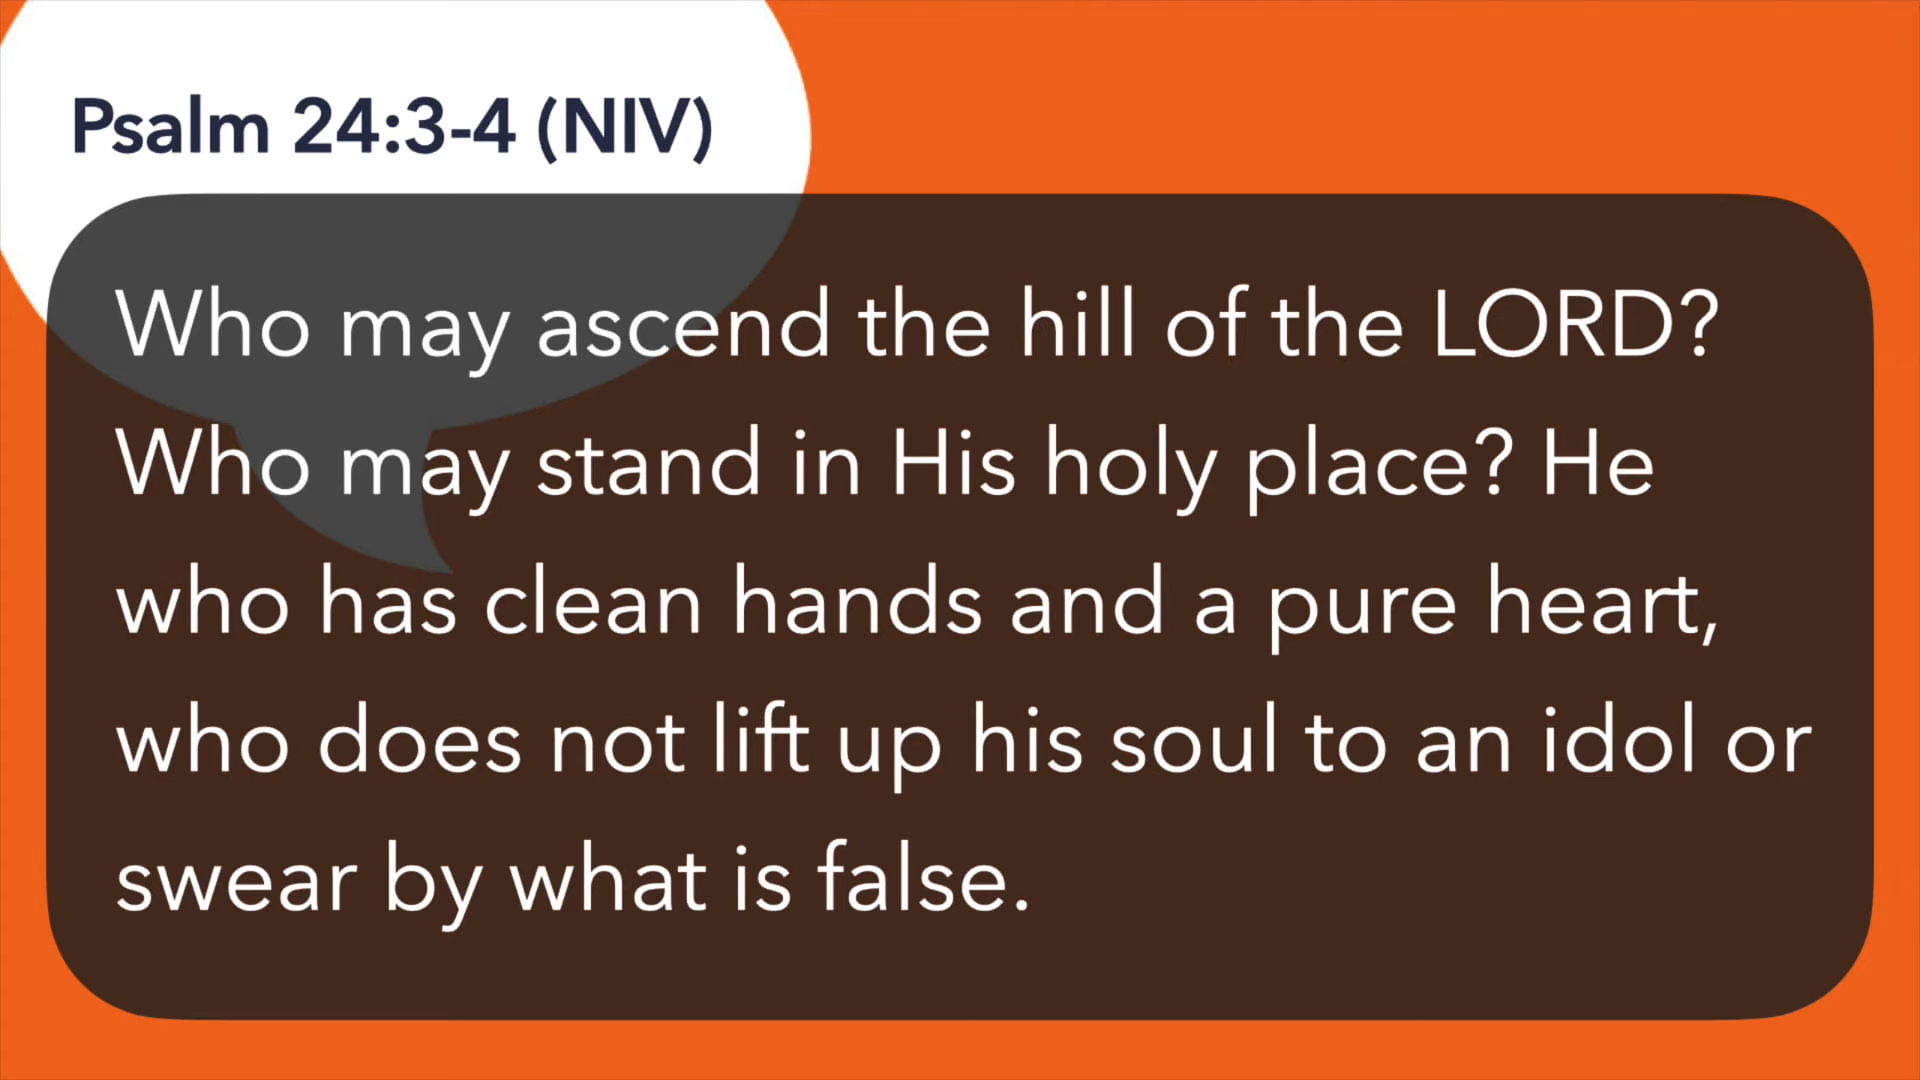 Psalm 24:3-4 (NIV)
Who may ascend the hill of the LORD?
Who may stand in His holy place? He
who has clean hands and a pure heart,
who does not lift up his soul to an idol or
swear by what is false.